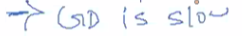 → GD is slow